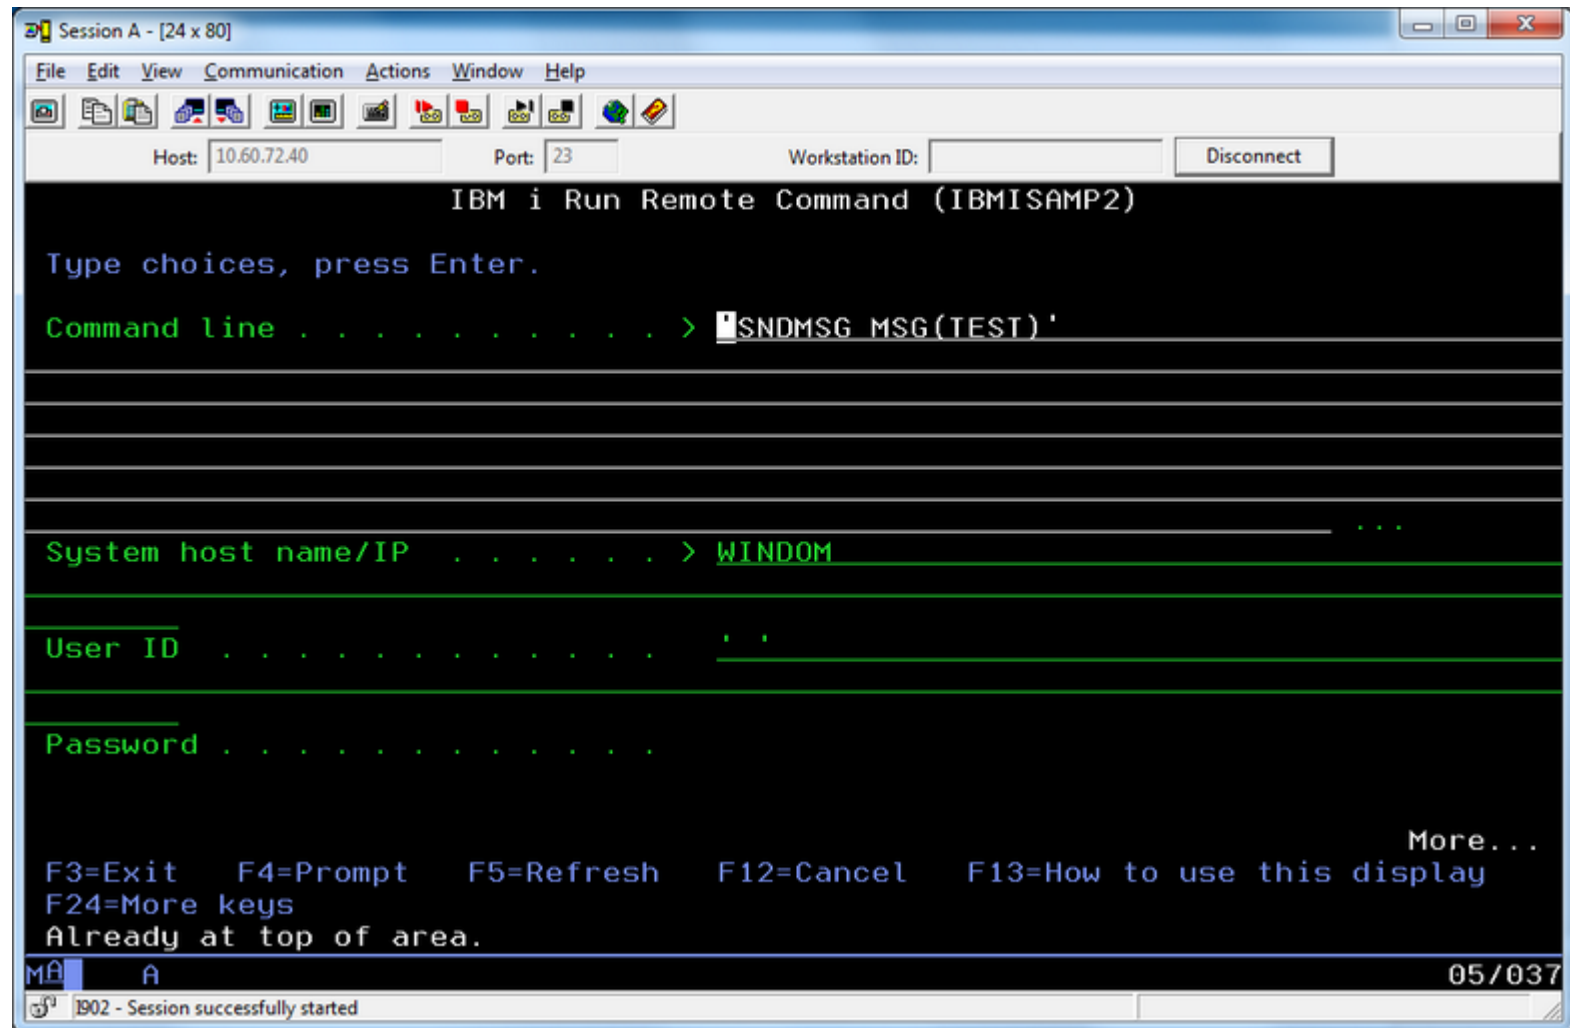 Session A - [24 x 80]
File Edit View Communication Actions Window Help
Host: 10.60.72.40 Port: 23 Workstation ID: Disconnect
IBM i Run Remote Command (IBMISAMP2)
Type choices, press Enter.
Command line . . . . . . . . . . > 'SNDMSG MSG(TEST)'
...
System host name/IP . . . . . . > WINDOM
User ID . . . . . . . . . . . . ' '
Password . . . . . . . . . . . .
More...
F3=Exit F4=Prompt F5=Refresh F12=Cancel F13=How to use this display
F24=More keys
Already at top of area.
MA A 05/037
I902 - Session successfully started